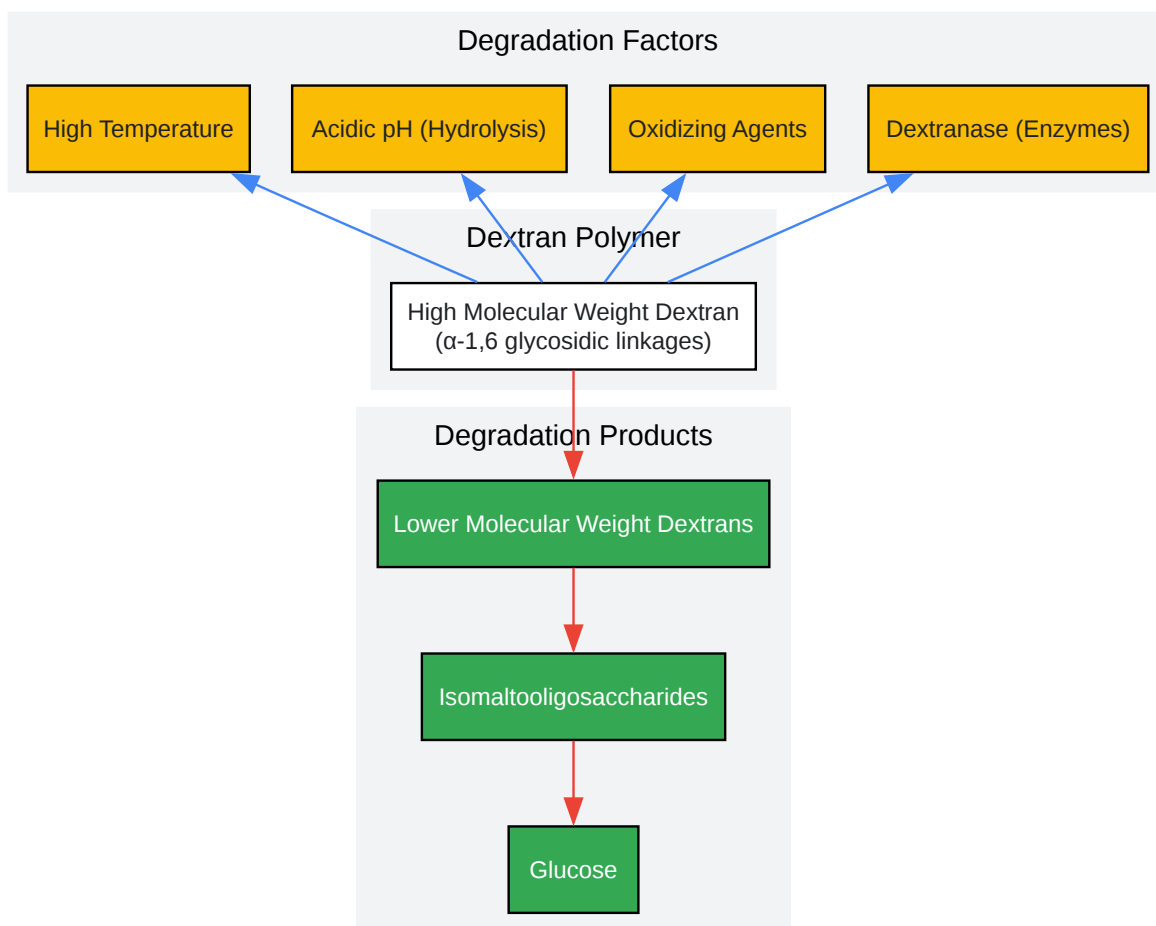 Degradation Factors
High Temperature
Acidic pH (Hydrolysis)
Oxidizing Agents
Dextranase (Enzymes)
Dextran Polymer
High Molecular Weight Dextran
(α-1,6 glycosidic linkages)
Degradation Products
Lower Molecular Weight Dextrans
Isomaltooligosaccharides
Glucose